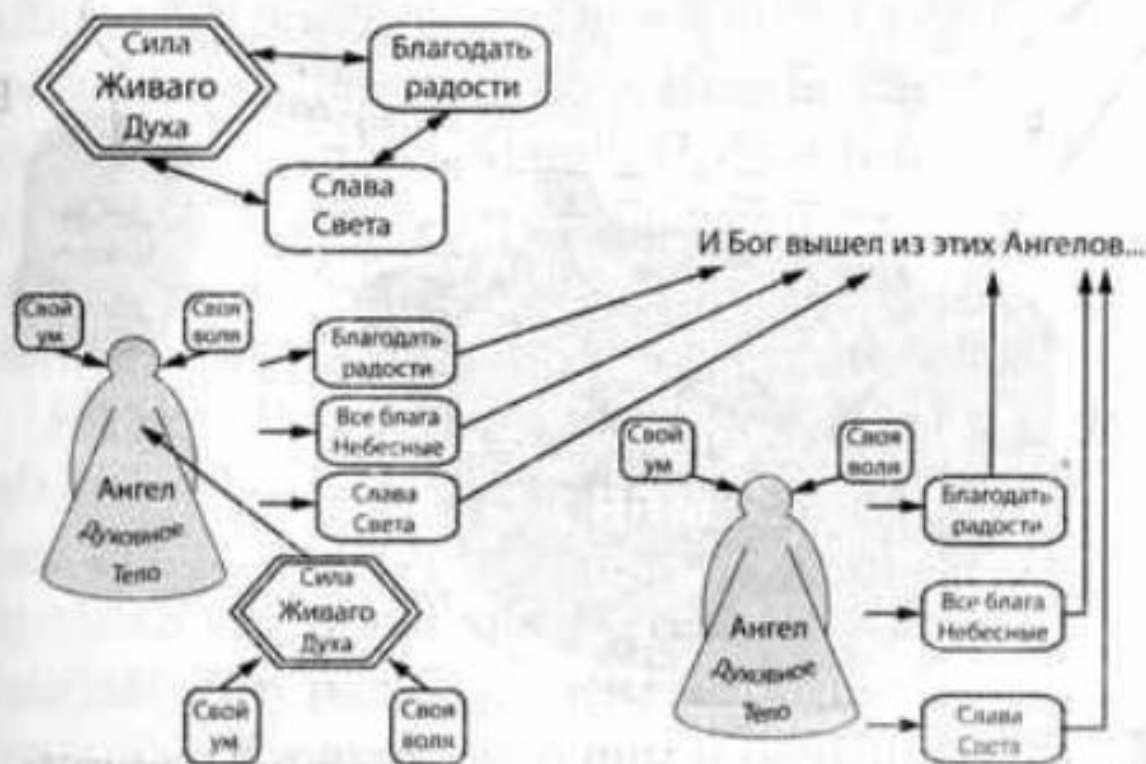 Сила
Живаго
Духа
Благодать
радости
Слава
Света
И Бог вышел из этих Ангелов...
Свой
ум
Своя
воля
Благодать
радости
Все блага
Небесные
Слава
Света
Ангел
Духовное
Тело
Сила
Живаго
Духа
Свой
ум
Своя
воля
Свой
ум
Своя
воля
Благодать
радости
Все блага
Небесные
Слава
Света
Ангел
Духовное
Тело